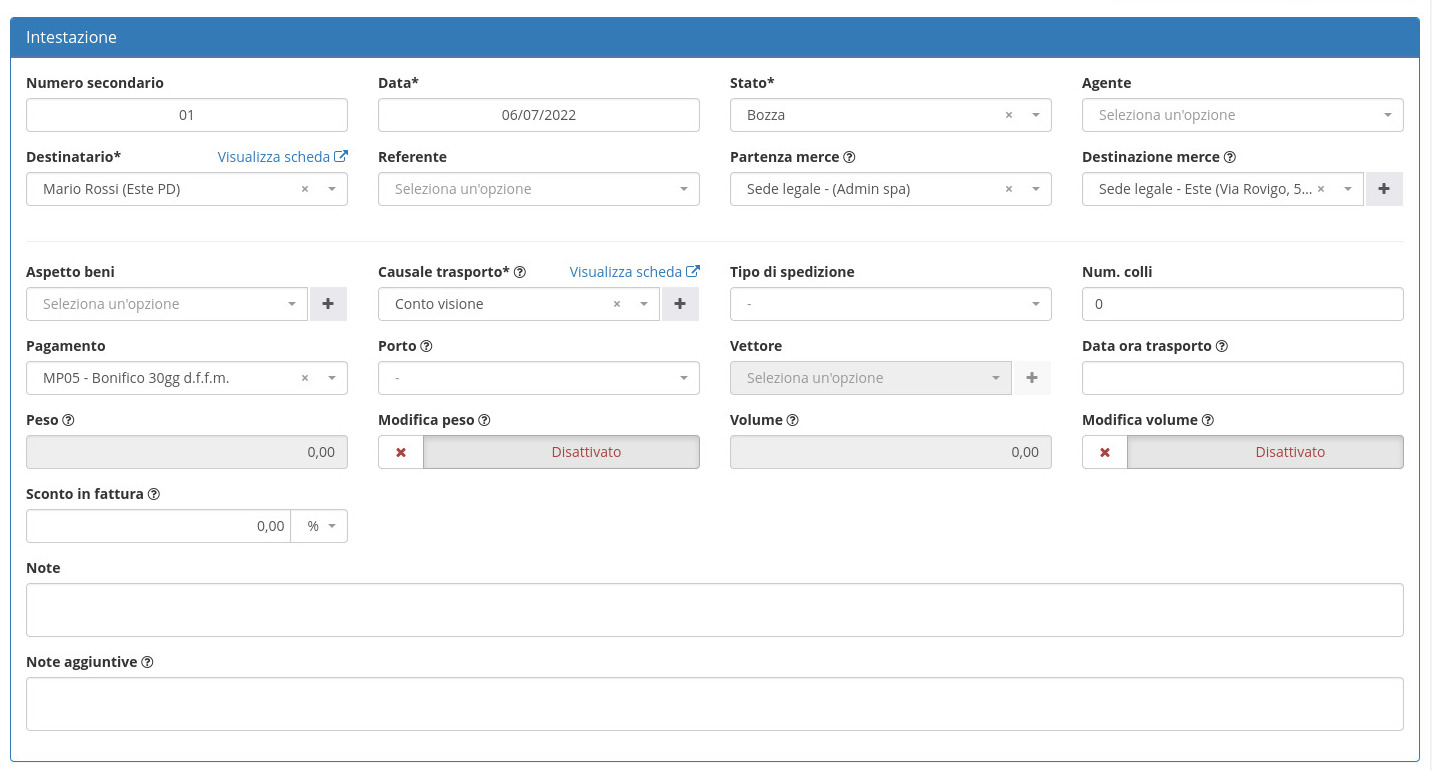 Intestazione
Numero secondario Data* Stato* Agente
01 06/07/2022 Bozza × Seleziona un'opzione
Destinatario* Visualizza scheda Referente Partenza merce Destinazione merce
Mario Rossi (Este PD) × Seleziona un'opzione Sede legale - (Admin spa) × Sede legale - Este (Via Rovigo, 5... × +
Aspetto beni Causale trasporto* Visualizza scheda Tipo di spedizione Num. colli
Seleziona un'opzione + Conto visione × + - 0
Pagamento Porto Vettore Data ora trasporto
MP05 - Bonifico 30gg d.f.f.m. × - Seleziona un'opzione +
Peso Modifica peso Volume Modifica volume
0,00 Disattivato 0,00 Disattivato
Sconto in fattura
0,00 %
Note
Note aggiuntive